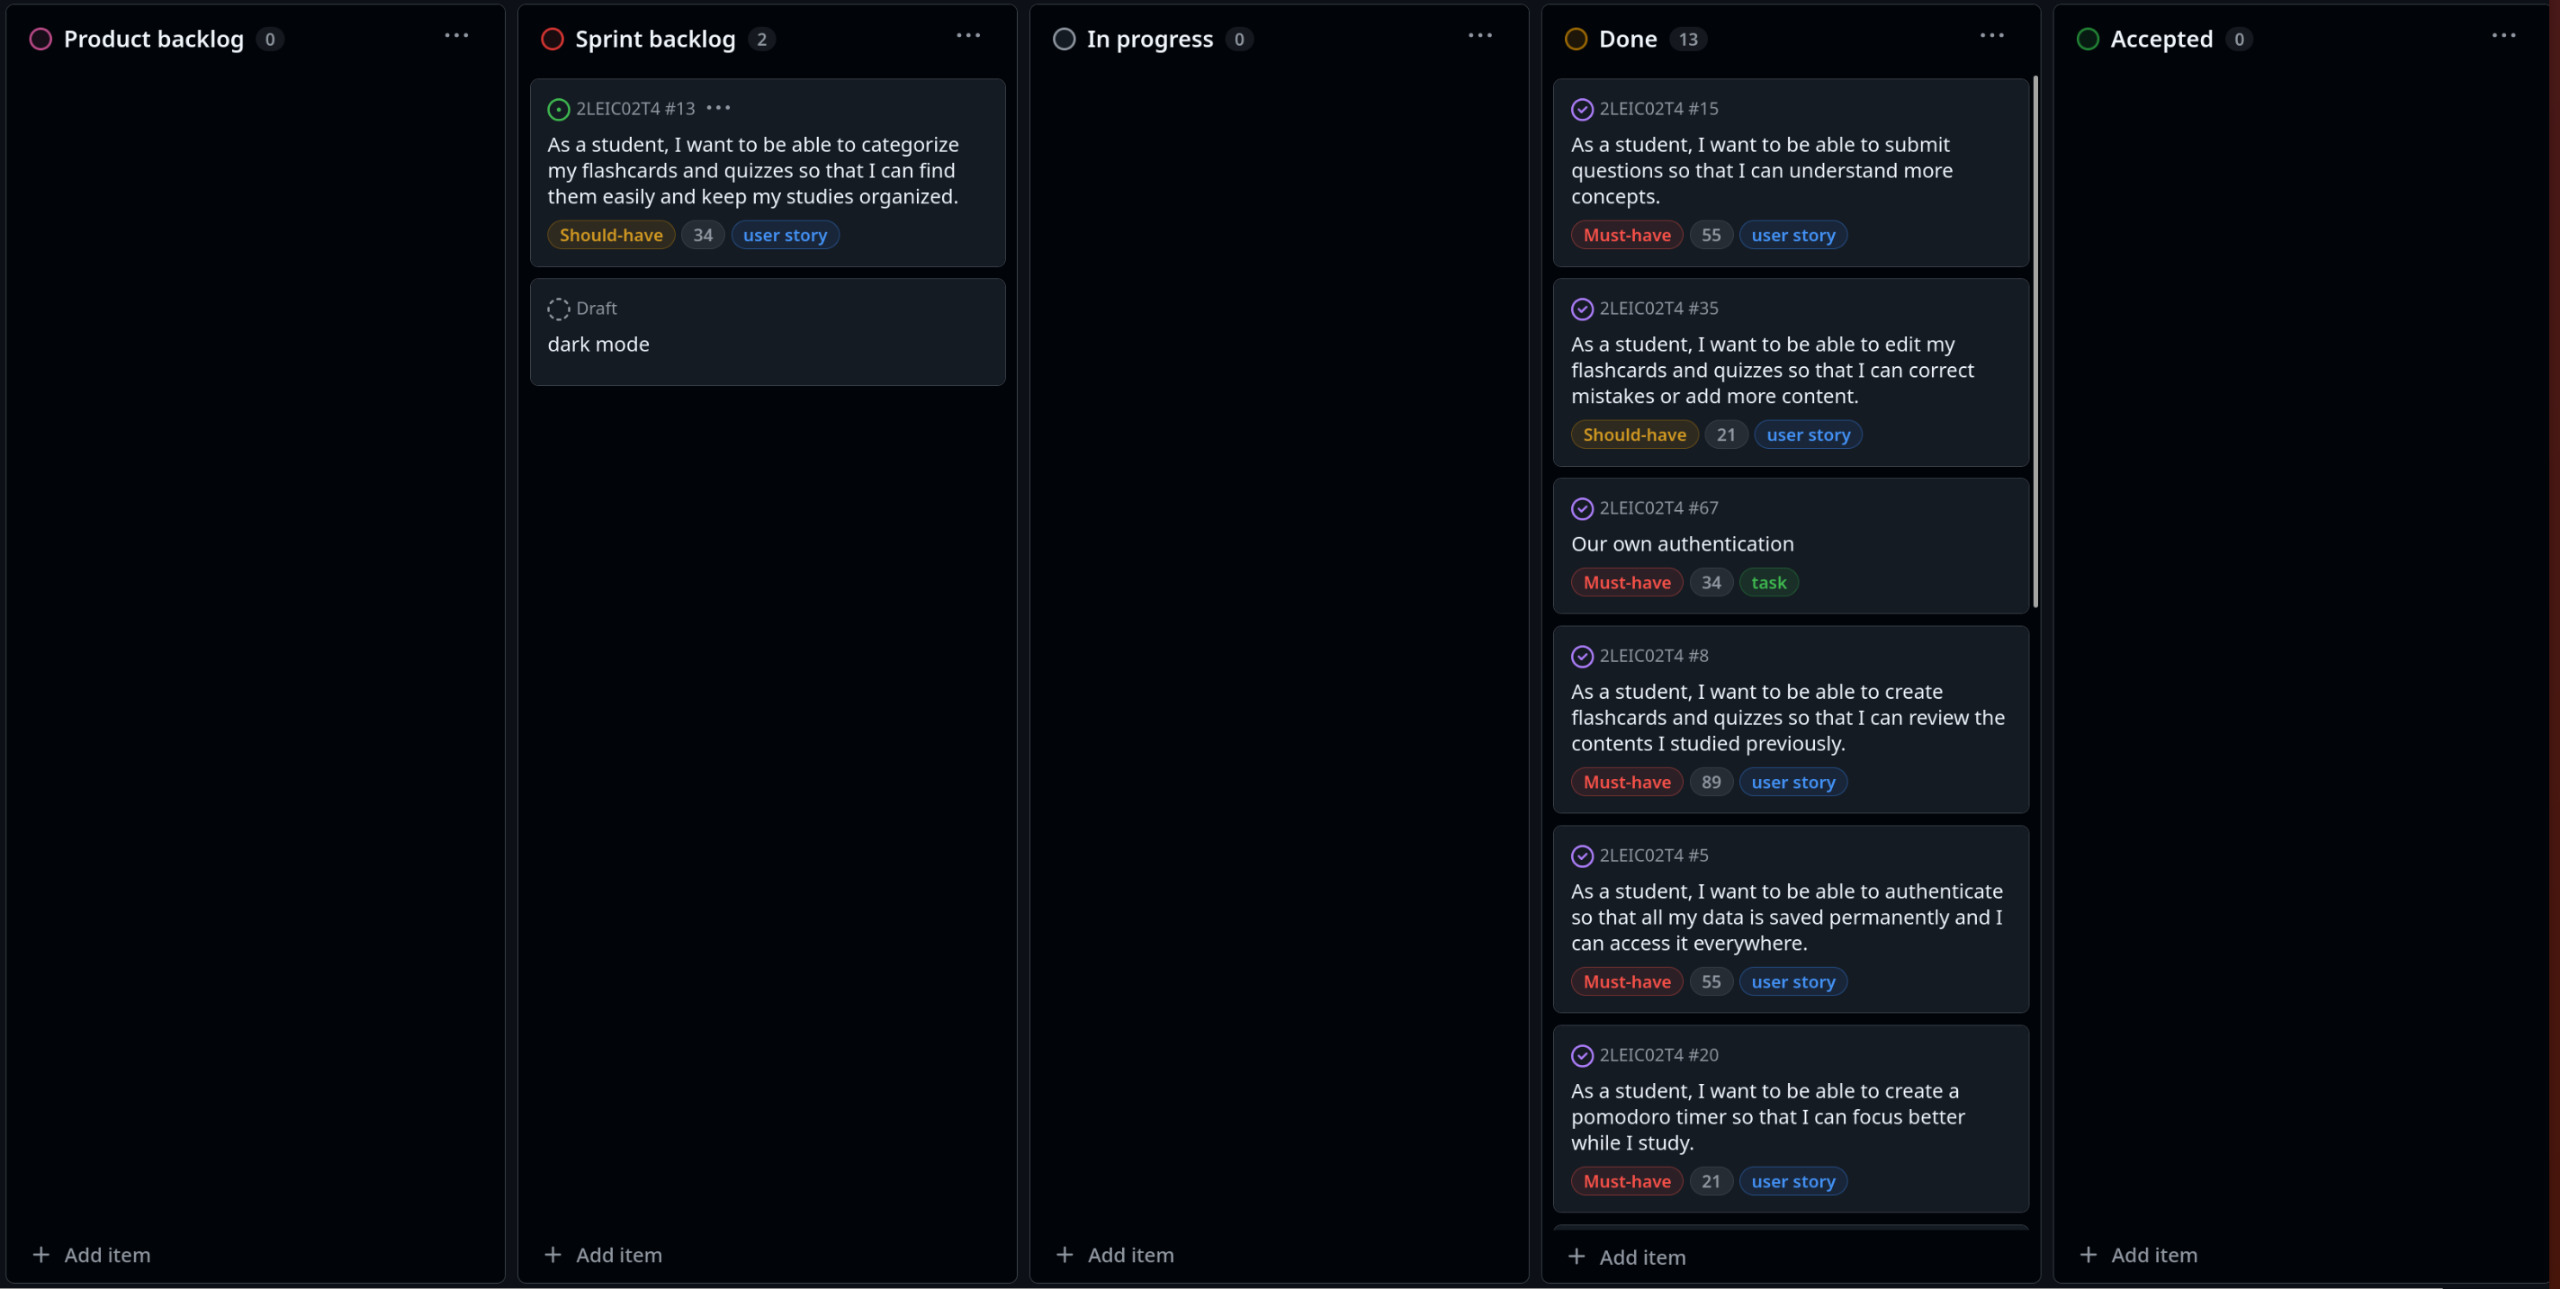 Product backlog 0
Sprint backlog 2
2LEIC02T4 #13
As a student, I want to be able to categorize
my flashcards and quizzes so that I can find
them easily and keep my studies organized.
Should-have 34 user story
Draft
dark mode
In progress 0
Done 13
2LEIC02T4 #15
As a student, I want to be able to submit
questions so that I can understand more
concepts.
Must-have 55 user story
2LEIC02T4 #35
As a student, I want to be able to edit my
flashcards and quizzes so that I can correct
mistakes or add more content.
Should-have 21 user story
2LEIC02T4 #67
Our own authentication
Must-have 34 task
2LEIC02T4 #8
As a student, I want to be able to create
flashcards and quizzes so that I can review the
contents I studied previously.
Must-have 89 user story
2LEIC02T4 #5
As a student, I want to be able to authenticate
so that all my data is saved permanently and I
can access it everywhere.
Must-have 55 user story
2LEIC02T4 #20
As a student, I want to be able to create a
pomodoro timer so that I can focus better
while I study.
Must-have 21 user story
Accepted 0
+ Add item
+ Add item
+ Add item
+ Add item
+ Add item